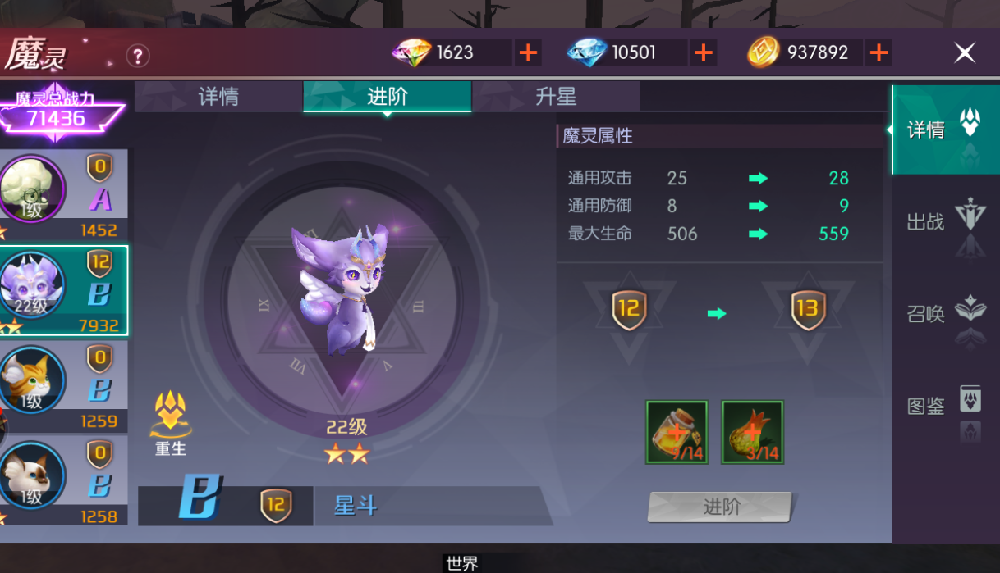 魔灵
?
1623
10501
937892
魔灵总战力
71436
详情
进阶
升星
0
A
1级
1452
12
B
22级
7932
0
B
1级
1259
0
B
1级
1258
XI
III
VII
V
22级
重生
B
12
星斗
魔灵属性
通用攻击 25 28
通用防御 8 9
最大生命 506 559
12
13
9/14
3/14
进阶
详情
出战
召唤
图鉴
世界